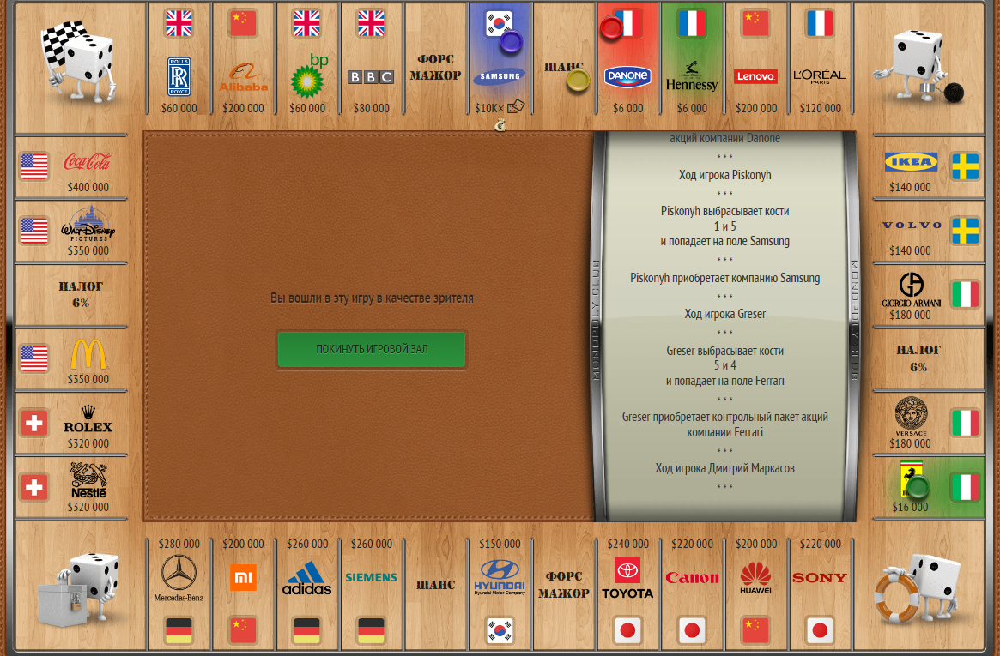 ROLLS
ROYCE
$60 000
Alibaba
$200 000
bp
$60 000
BBC
$80 000
ФОРС
МАЖОР
SAMSUNG
$10K×
ШАНС
DANONE
$6 000
Hennessy
$6 000
Lenovo
$200 000
L'ORÉAL
PARIS
$120 000
Coca-Cola
$400 000
WALT DISNEY
PICTURES
$350 000
НАЛОГ
6%
$350 000
ROLEX
$320 000
Nestlé
$320 000
Вы вошли в эту игру в качестве зрителя
ПОКИНУТЬ ИГРОВОЙ ЗАЛ
MONOPOLY CLUB
акций компании Danone
* * *
Ход игрока Piskonyh
* * *
Piskonyh выбрасывает кости
1 и 5
и попадает на поле Samsung
* * *
Piskonyh приобретает компанию Samsung
* * *
Ход игрока Greser
* * *
Greser выбрасывает кости
5 и 4
и попадает на поле Ferrari
* * *
Greser приобретает контрольный пакет акций
компании Ferrari
* * *
Ход игрока Дмитрий.Маркасов
* * *
MONOPOLY CLUB
IKEA
$140 000
VOLVO
$140 000
GIORGIO ARMANI
$180 000
НАЛОГ
6%
VERSACE
$180 000
$16 000
$280 000
Mercedes-Benz
$200 000
mi
$260 000
adidas
$260 000
SIEMENS
ШАНС
$150 000
HYUNDAI
Hyundai Motor Company
ФОРС
МАЖОР
$240 000
TOYOTA
$220 000
Canon
$200 000
HUAWEI
$220 000
SONY